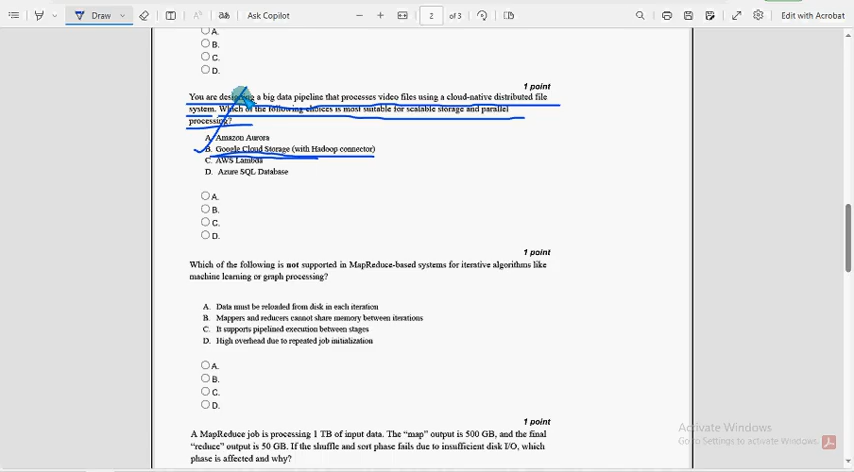 Draw
Ask Copilot
2
of 3
Edit with Acrobat
A.
B.
C.
D.
1 point
You are designing a big data pipeline that processes video files using a cloud-native distributed file
system. Which of the following choices is most suitable for scalable storage and parallel
processing?
A. Amazon Aurora
B. Google Cloud Storage (with Hadoop connector)
C. AWS Lambda
D. Azure SQL Database
A.
B.
C.
D.
1 point
Which of the following is not supported in MapReduce-based systems for iterative algorithms like
machine learning or graph processing?
A. Data must be reloaded from disk in each iteration
B. Mappers and reducers cannot share memory between iterations
C. It supports pipelined execution between stages
D. High overhead due to repeated job initialization
A.
B.
C.
D.
1 point
A MapReduce job is processing 1 TB of input data. The “map” output is 500 GB, and the final
“reduce” output is 50 GB. If the shuffle and sort phase fails due to insufficient disk I/O, which
phase is affected and why?
Activate Windows
Go to Settings to activate Windows.